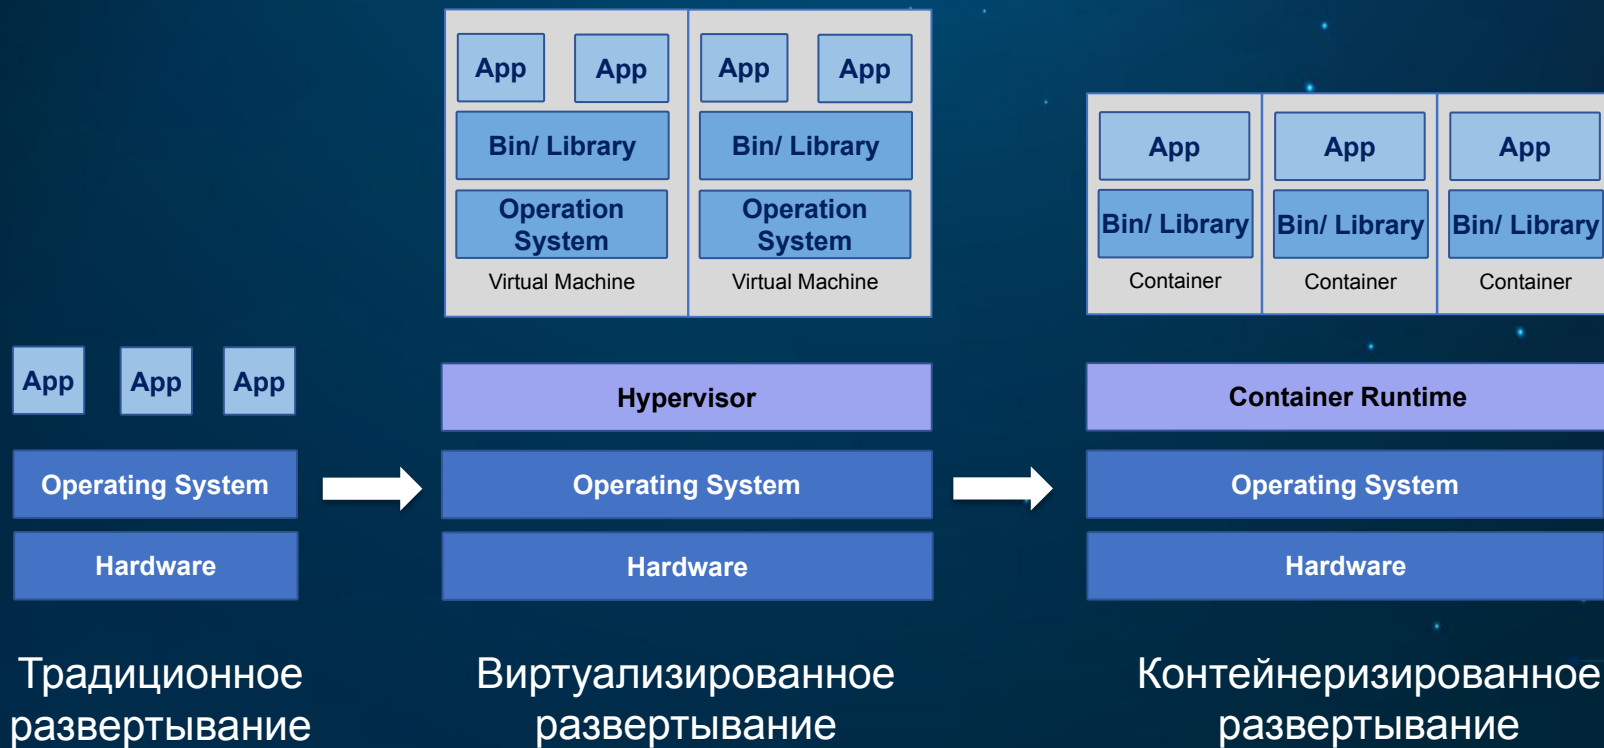 App
App
App
Operating System
Hardware
Традиционное
развертывание
App
App
App
App
Bin/ Library
Bin/ Library
Operation
System
Operation
System
Virtual Machine
Virtual Machine
Hypervisor
Operating System
Hardware
Виртуализированное
развертывание
App
App
App
Bin/ Library
Bin/ Library
Bin/ Library
Container
Container
Container
Container Runtime
Operating System
Hardware
Контейнеризированное
развертывание